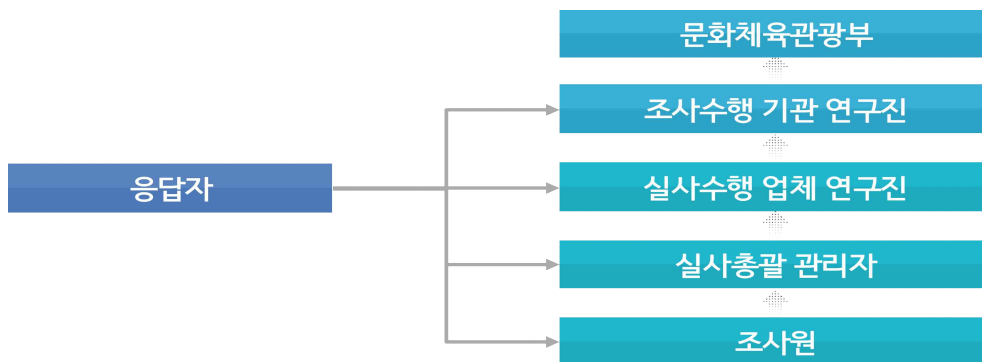 문화체육관광부
조사수행 기관 연구진
응답자
실사수행 업체 연구진
실사총괄 관리자
조사원